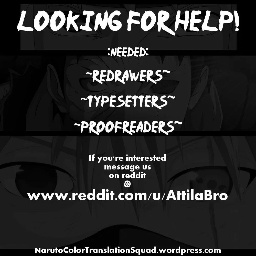 LOOKING FOR HELP!
:NEEDED:
~REDRAWERS~
~TYPESETTERS~
~PROOFREADERS~
If you're interested
message us
on reddit
@
www.reddit.com/u/AttilaBro
NarutoColorTranslationSquad.wordpress.com